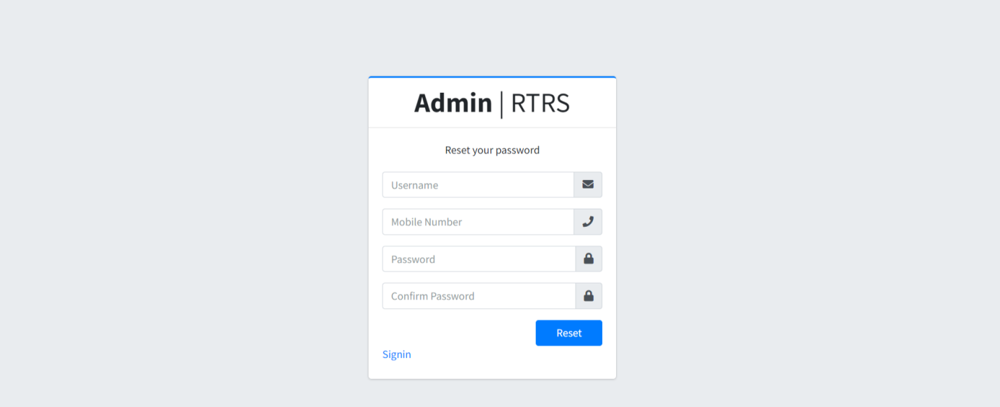 Admin | RTRS
Reset your password
Username
Mobile Number
Password
Confirm Password
Reset
Signin